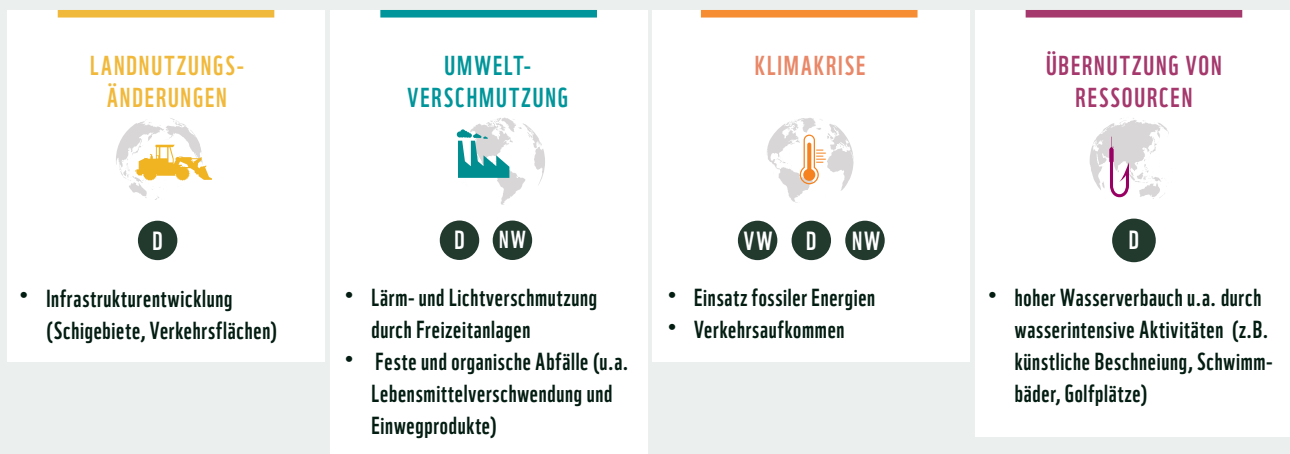 LANDNUTZUNGS-
ÄNDERUNGEN
D
• Infrastrukturentwicklung
(Schigebiete, Verkehrsflächen)
UMWELT-
VERSCHMUTZUNG
D NW
• Lärm- und Lichtverschmutzung
durch Freizeitanlagen
• Feste und organische Abfälle (u.a.
Lebensmittelverschwendung und
Einwegprodukte)
KLIMAKRISE
VW D NW
• Einsatz fossiler Energien
• Verkehrsaufkommen
ÜBERNUTZUNG VON
RESSOURCEN
D
• hoher Wasserverbauch u.a. durch
wasserintensive Aktivitäten (z.B.
künstliche Beschneiung, Schwimm-
bäder, Golfplätze)